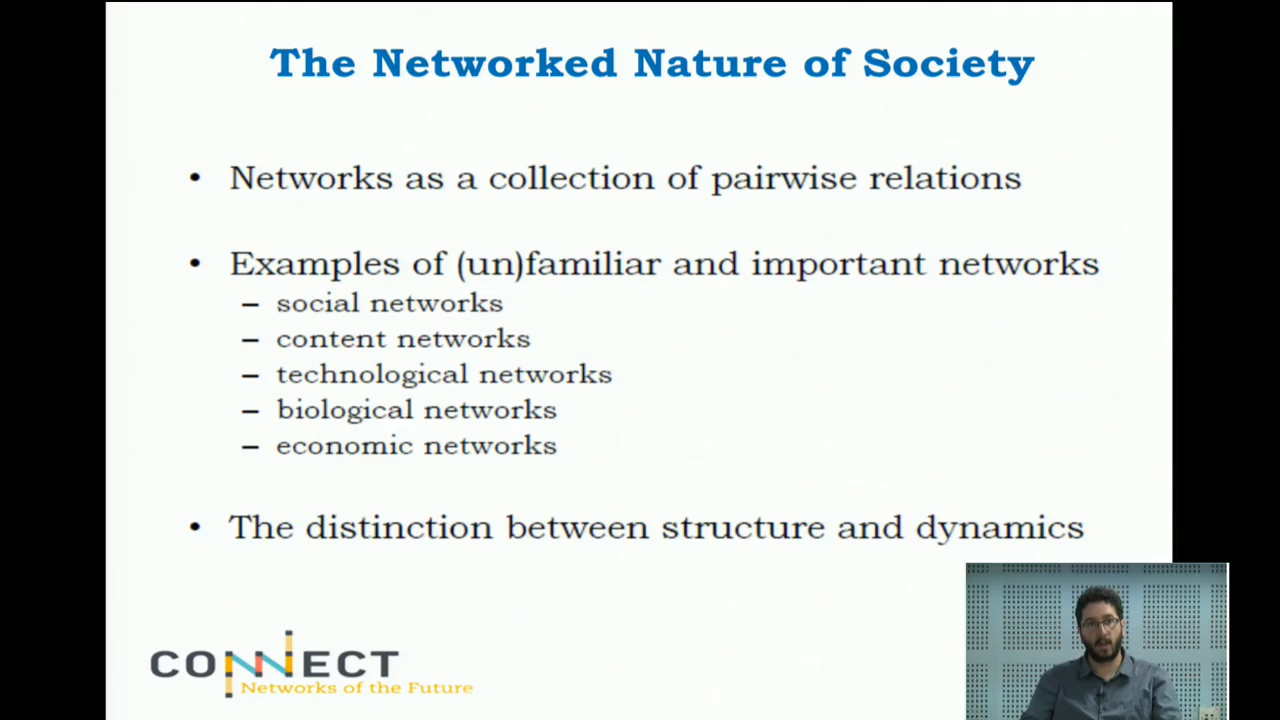 The Networked Nature of Society
• Networks as a collection of pairwise relations
• Examples of (un)familiar and important networks
– social networks
– content networks
– technological networks
– biological networks
– economic networks
• The distinction between structure and dynamics
CONNECT
Networks of the Future